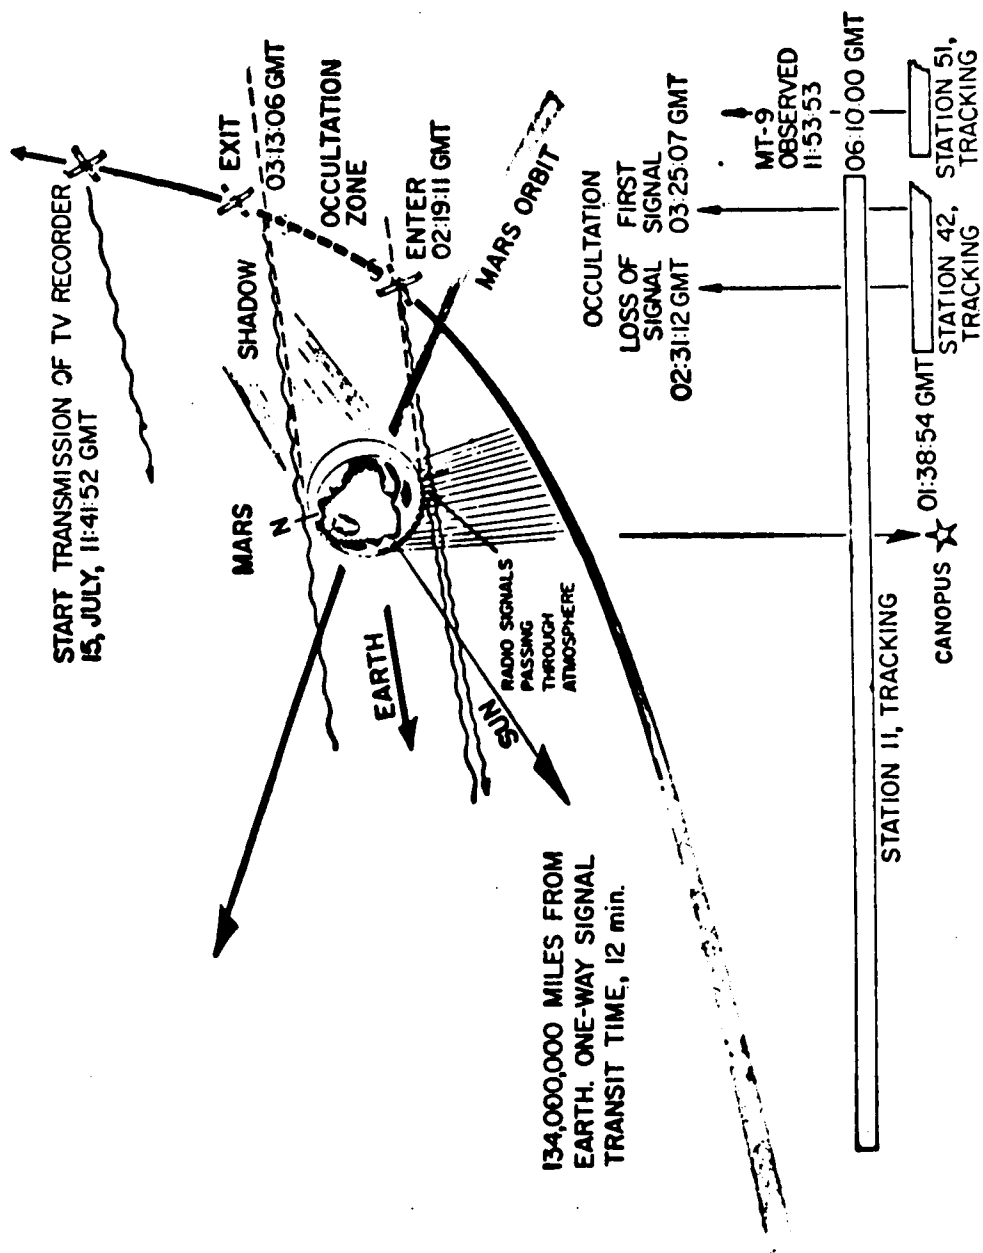 START TRANSMISSION OF TV RECORDER
15, JULY, 11:41:52 GMT
EXIT
03:13:06 GMT
OCCULTATION
ZONE
ENTER
02:19:11 GMT
SHADOW
MARS
N
MARS ORBIT
EARTH
SUN
RADIO SIGNALS
PASSING
THROUGH
ATMOSPHERE
134,000,000 MILES FROM
EARTH. ONE-WAY SIGNAL
TRANSIT TIME, 12 min.
OCCULTATION
LOSS OF
SIGNAL
02:31:12 GMT
FIRST
SIGNAL
03:25:07 GMT
MT-9
OBSERVED
11:53:53
06:10:00 GMT
STATION 11, TRACKING
CANOPUS
01:38:54 GMT
STATION 42,
TRACKING
STATION 51,
TRACKING